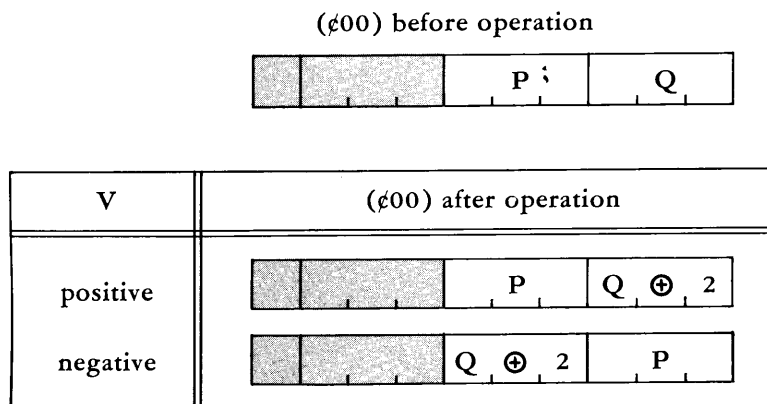 (¢00) before operation
P Q
V (¢00) after operation
positive P Q ⊕ 2
negative Q ⊕ 2 P